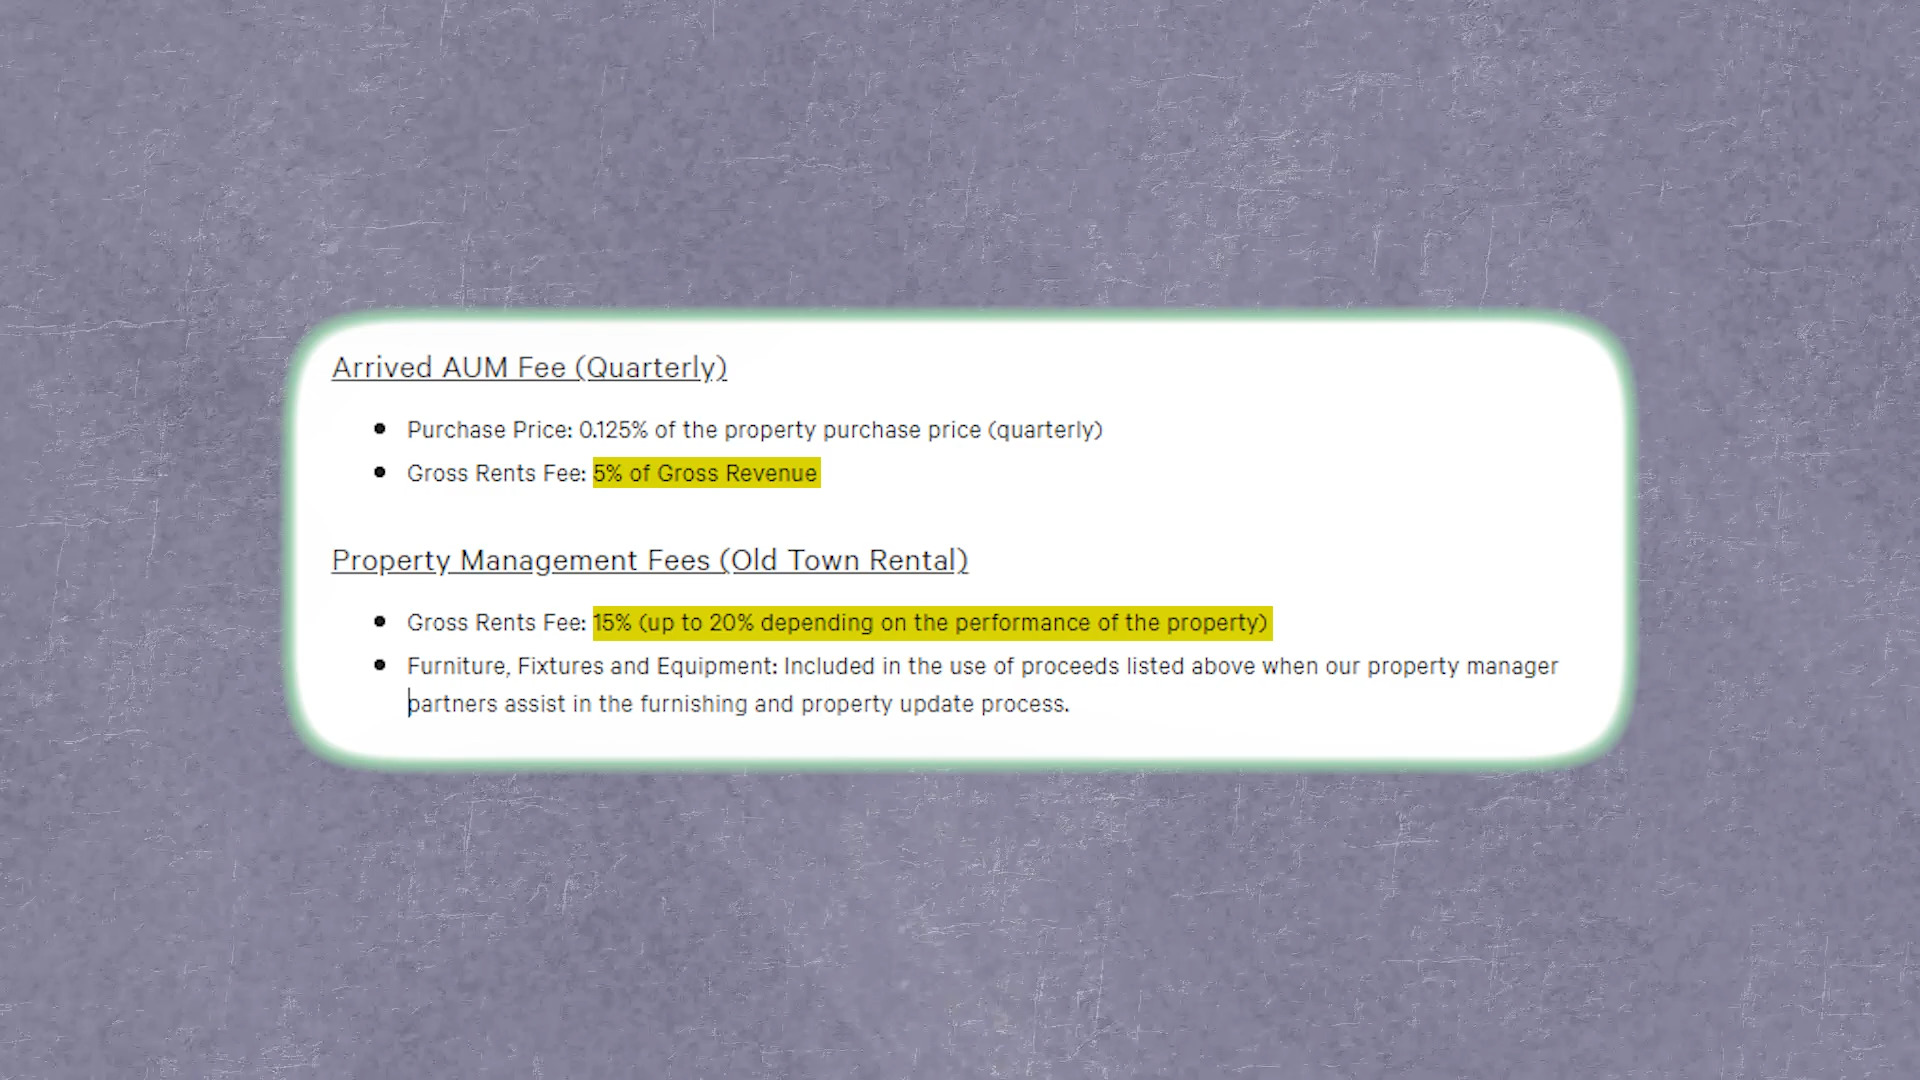 Arrived AUM Fee (Quarterly)
Purchase Price: 0.125% of the property purchase price (quarterly)
Gross Rents Fee: 5% of Gross Revenue
Property Management Fees (Old Town Rental)
Gross Rents Fee: 15% (up to 20% depending on the performance of the property)
Furniture, Fixtures and Equipment: Included in the use of proceeds listed above when our property manager
partners assist in the furnishing and property update process.